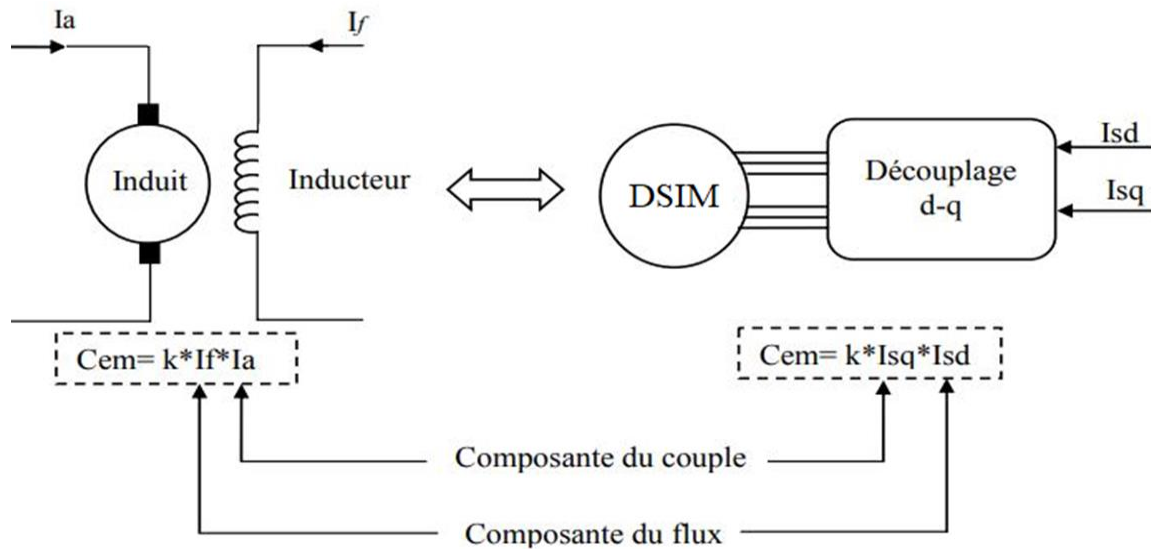 Ia
If
Isd
Isq
Induit
Inducteur
DSIM
Découplage
d-q
Cem= k*If*Ia
Cem= k*Isq*Isd
Composante du couple
Composante du flux